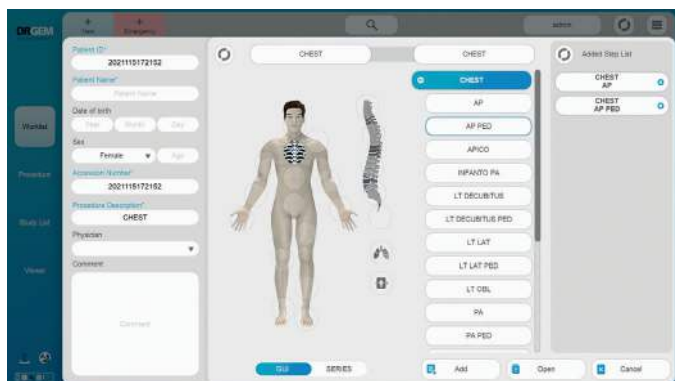 DRGEM
New
Emergency
admin
Patient ID*
2021115172152
Patient Name*
Patient Name
Date of birth
Year
Month
Day
Sex
Female
Age
Accession Number*
2021115172152
Procedure Description*
CHEST
Physician
Comment
Comment
Worklist
Procedure
Study List
Viewer
CHEST
CHEST
GUI
SERIES
CHEST
AP
AP PED
APICO
INFANTO PA
LT DECUBITUS
LT DECUBITUS PED
LT LAT
LT LAT PED
LT OBL
PA
PA PED
Added Step List
CHEST
AP
CHEST
AP PED
Add
Open
Cancel